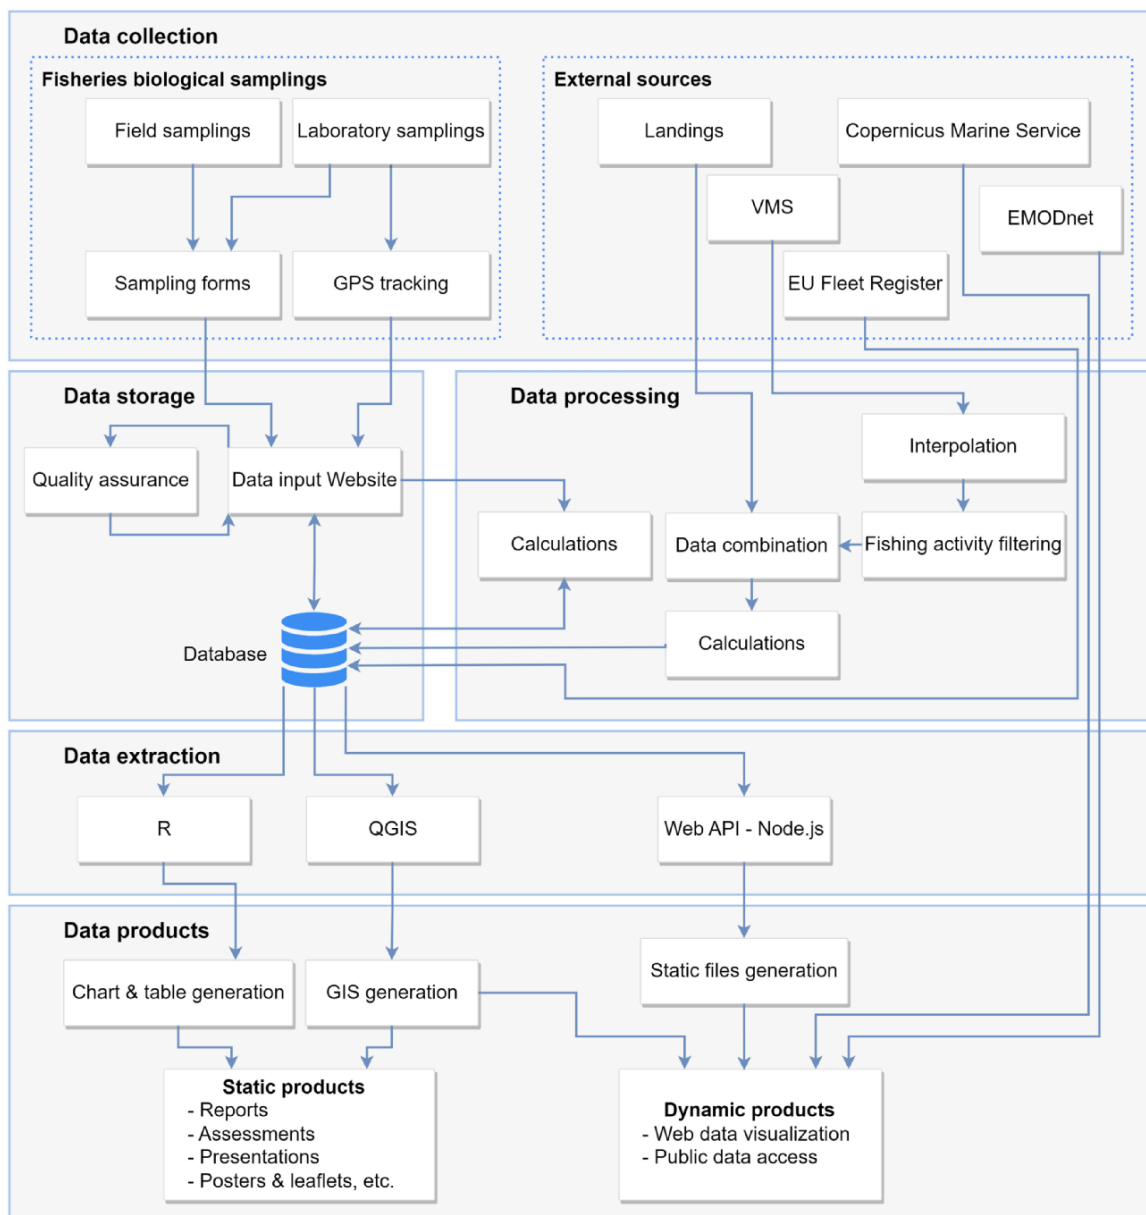 Data collection
Fisheries biological samplings
External sources
Field samplings
Laboratory samplings
Landings
Copernicus Marine Service
VMS
EMODnet
Sampling forms
GPS tracking
EU Fleet Register
Data storage
Data processing
Quality assurance
Data input Website
Interpolation
Calculations
Data combination
Fishing activity filtering
Database
Calculations
Data extraction
R
QGIS
Web API - Node.js
Data products
Chart & table generation
GIS generation
Static files generation
Static products
- Reports
- Assessments
- Presentations
- Posters & leaflets, etc.
Dynamic products
- Web data visualization
- Public data access